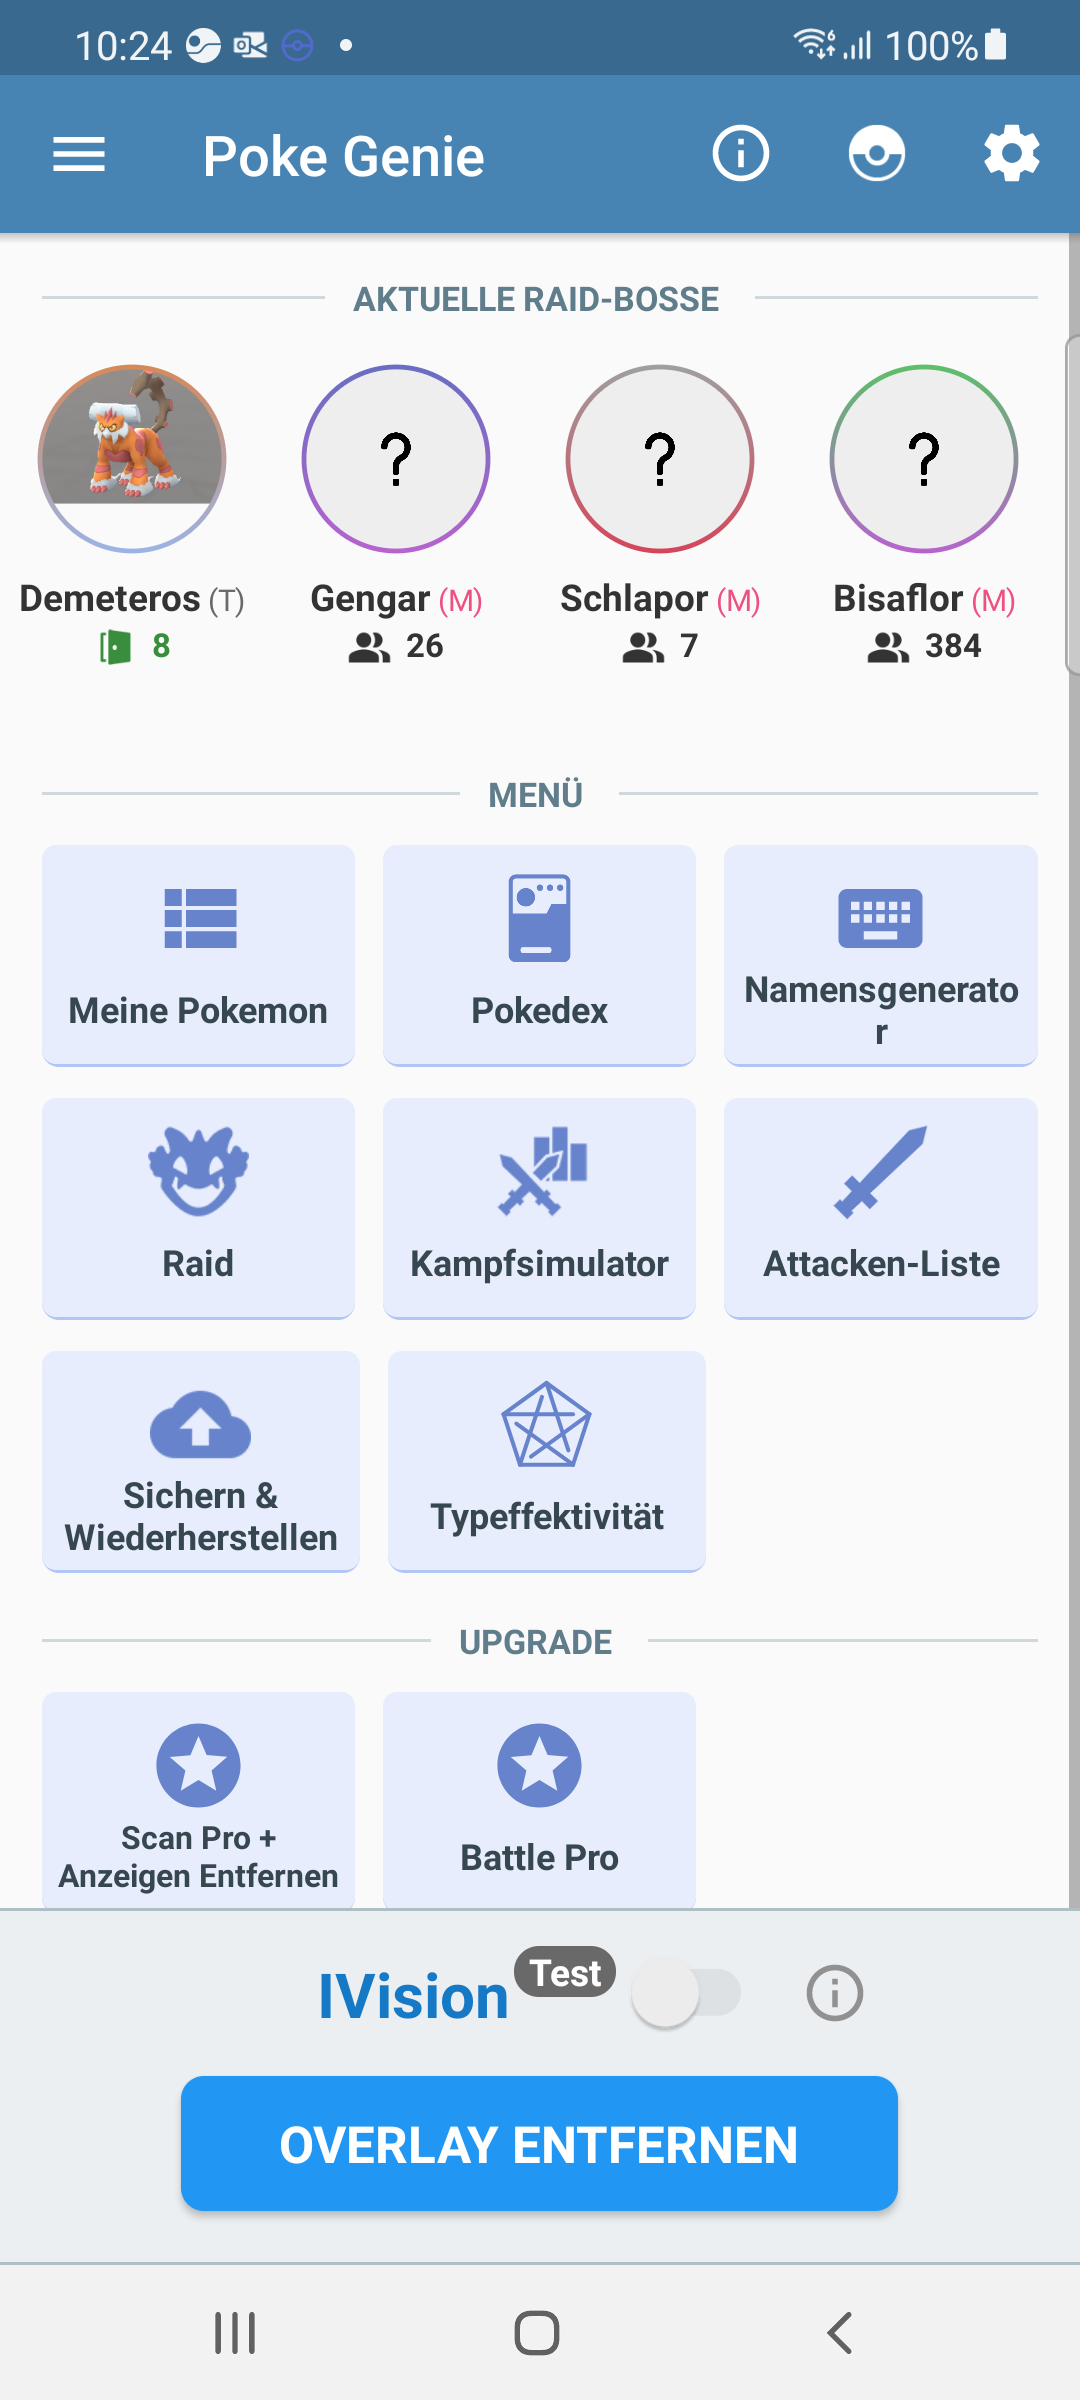 10:24
100%
Poke Genie
AKTUELLE RAID-BOSSE
? ? ?
Demeteros (T) Gengar (M) Schlapor (M) Bisaflor (M)
8 26 7 384
MENÜ
Meine Pokemon
Pokedex
Namensgenerato
r
Raid
Kampfsimulator
Attacken-Liste
Sichern &
Wiederherstellen
Typeffektivität
UPGRADE
Scan Pro +
Anzeigen Entfernen
Battle Pro
IVision Test
OVERLAY ENTFERNEN